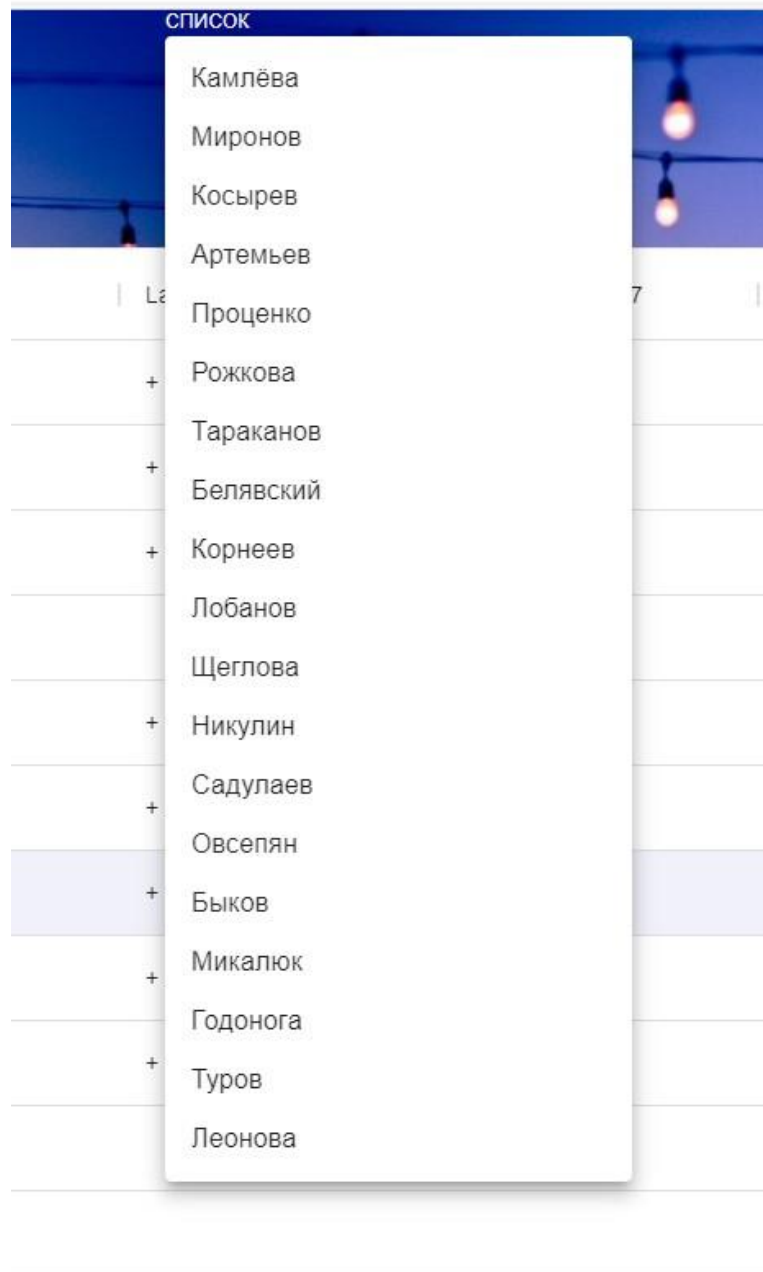 СПИСОК
Камлёва
Миронов
Косырев
Артемьев
Проценко
Рожкова
Тараканов
Белявский
Корнеев
Лобанов
Щеглова
Никулин
Садулаев
Овсепян
Быков
Микалюк
Годонога
Туров
Леонова
7
+
+
+
+
+
+
+
+